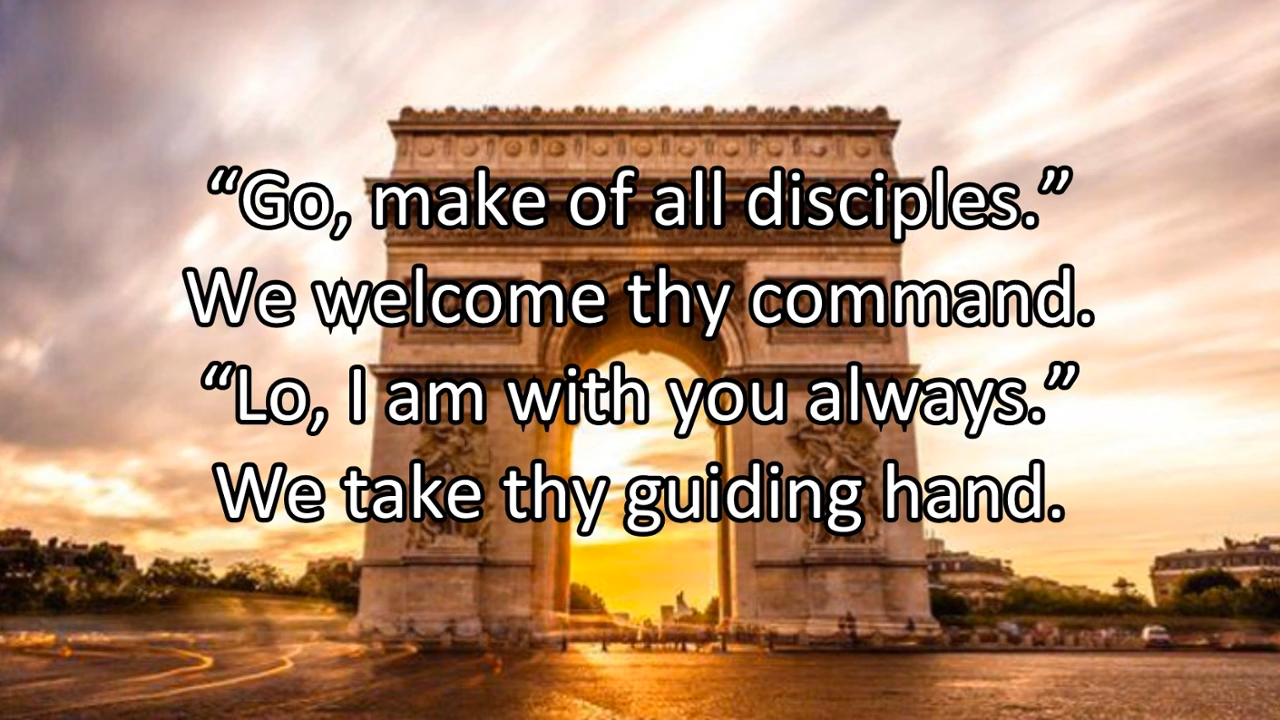 “Go, make of all disciples.”
We welcome thy command.
“Lo, I am with you always.”
We take thy guiding hand.